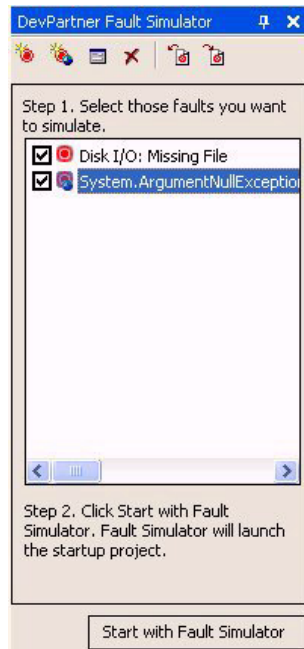 DevPartner Fault Simulator
Step 1. Select those faults you want
to simulate.
Disk I/O: Missing File
System.ArgumentNullException
Step 2. Click Start with Fault
Simulator. Fault Simulator will launch
the startup project.
Start with Fault Simulator